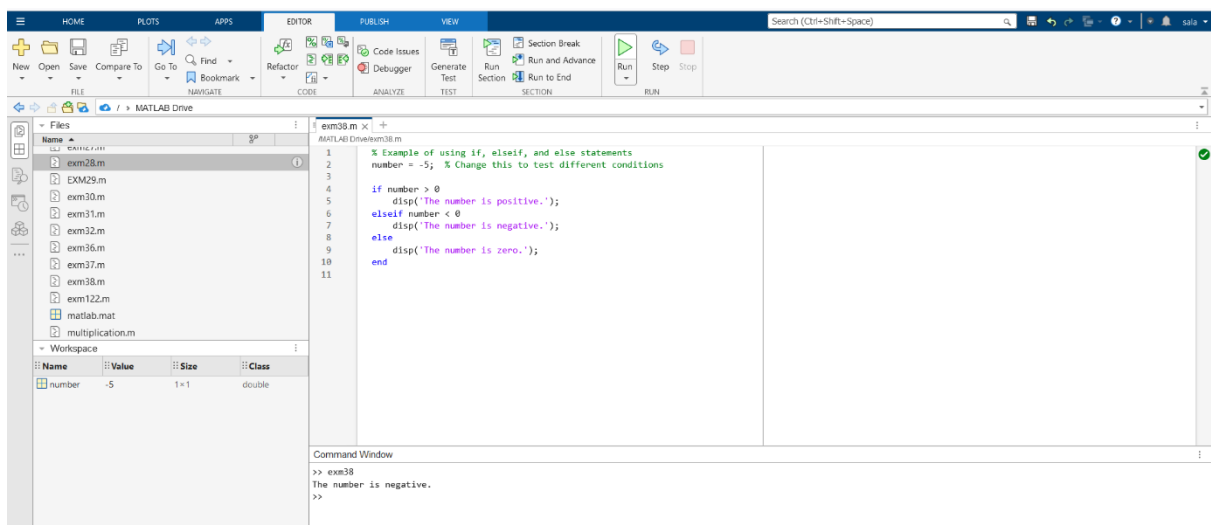 HOME PLOTS APPS EDITOR PUBLISH VIEW Search (Ctrl+Shift+Space) sala
New Open Save Compare To Go To Find Bookmark Refactor Code Issues Debugger Generate Test Run Section Section Break Run and Advance Run to End Run Step Stop
FILE NAVIGATE CODE ANALYZE TEST SECTION RUN
/ > MATLAB Drive
Files
Name
exm27.m
exm28.m
EXM29.m
exm30.m
exm31.m
exm32.m
exm36.m
exm37.m
exm38.m
exm122.m
matlab.mat
multiplication.m
Workspace
Name Value Size Class
number -5 1×1 double
exm38.m
/MATLAB Drive/exm38.m
1 % Example of using if, elseif, and else statements
2 number = -5; % Change this to test different conditions
3
4 if number > 0
5 disp('The number is positive.');
6 elseif number < 0
7 disp('The number is negative.');
8 else
9 disp('The number is zero.');
10 end
11
Command Window
>> exm38
The number is negative.
>>